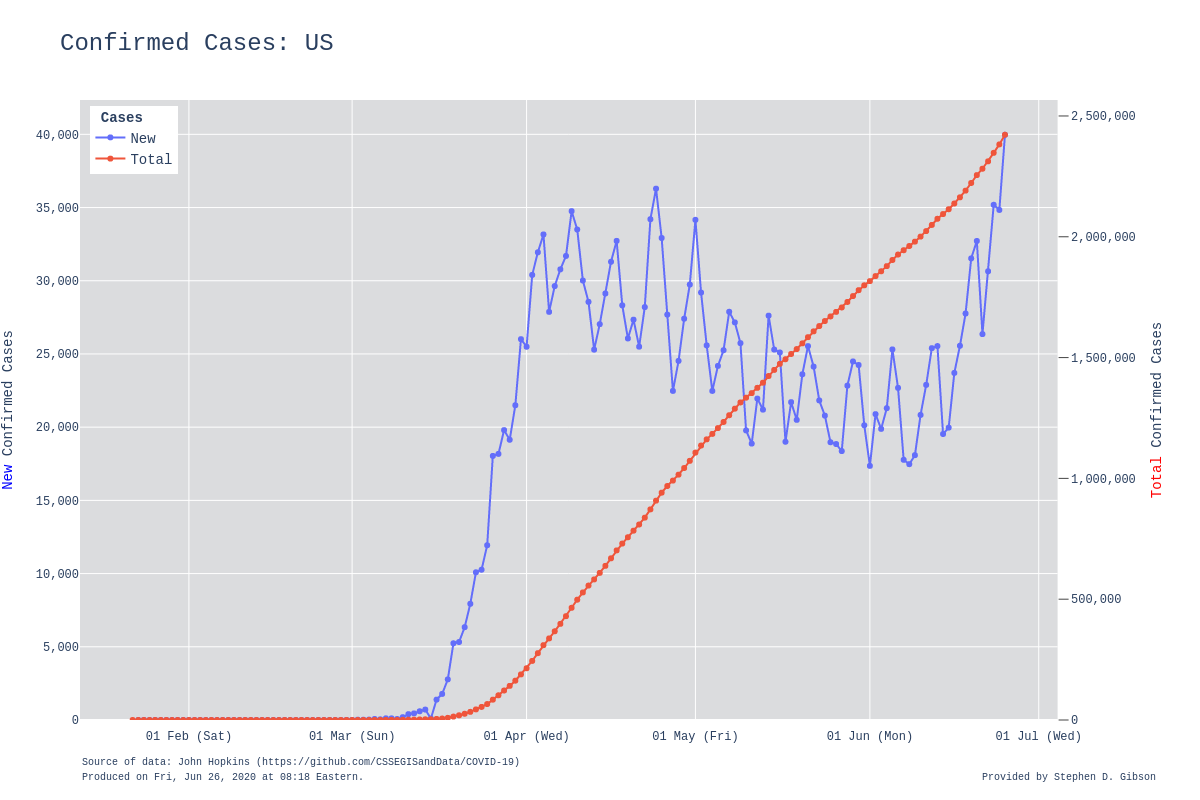 Confirmed Cases: US
Cases
New
Total
40,000
35,000
30,000
25,000
20,000
15,000
10,000
5,000
0
New Confirmed Cases
2,500,000
2,000,000
1,500,000
1,000,000
500,000
0
Total Confirmed Cases
01 Feb (Sat) 01 Mar (Sun) 01 Apr (Wed) 01 May (Fri) 01 Jun (Mon) 01 Jul (Wed)
Source of data: John Hopkins (https://github.com/CSSEGISandData/COVID-19)
Produced on Fri, Jun 26, 2020 at 08:18 Eastern.
Provided by Stephen D. Gibson